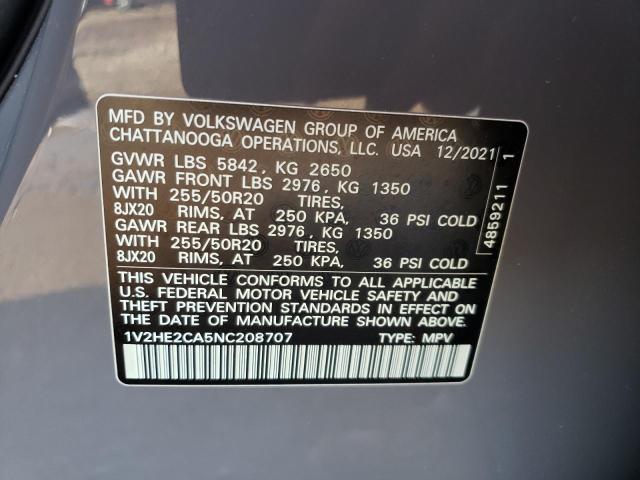 MFD BY VOLKSWAGEN GROUP OF AMERICA
CHATTANOOGA OPERATIONS, LLC. USA 12/2021
GVWR LBS 5842, KG 2650
GAWR FRONT LBS 2976, KG 1350
WITH 255/50R20 TIRES,
8JX20 RIMS, AT 250 KPA, 36 PSI COLD
GAWR REAR LBS 2976, KG 1350
WITH 255/50R20 TIRES,
8JX20 RIMS, AT 250 KPA, 36 PSI COLD
THIS VEHICLE CONFORMS TO ALL APPLICABLE
U.S. FEDERAL MOTOR VEHICLE SAFETY AND
THEFT PREVENTION STANDARDS IN EFFECT ON
THE DATE OF MANUFACTURE SHOWN ABOVE.
1V2HE2CA5NC208707 TYPE: MPV
4859211 1